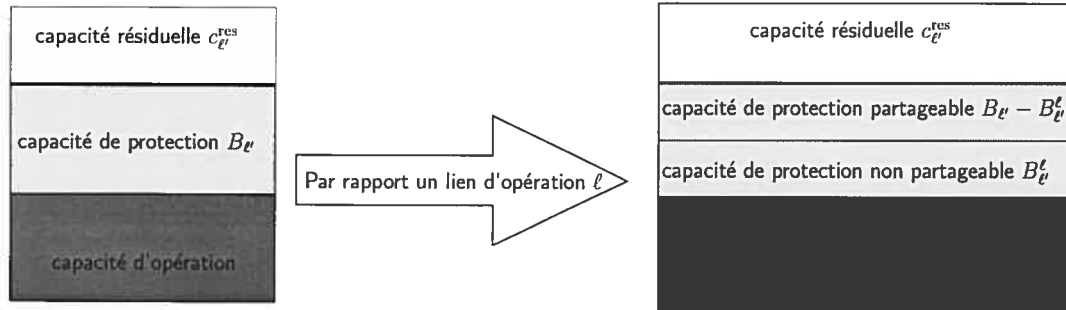 capacité résiduelle $c_{\ell'}^{\text{res}}$
capacité de protection $B_{\ell'}$
capacité d'opération
Par rapport un lien d'opération $\ell$
capacité résiduelle $c_{\ell'}^{\text{res}}$
capacité de protection partageable $B_{\ell'} - B_{\ell'}^{\ell}$
capacité de protection non partageable $B_{\ell'}^{\ell}$